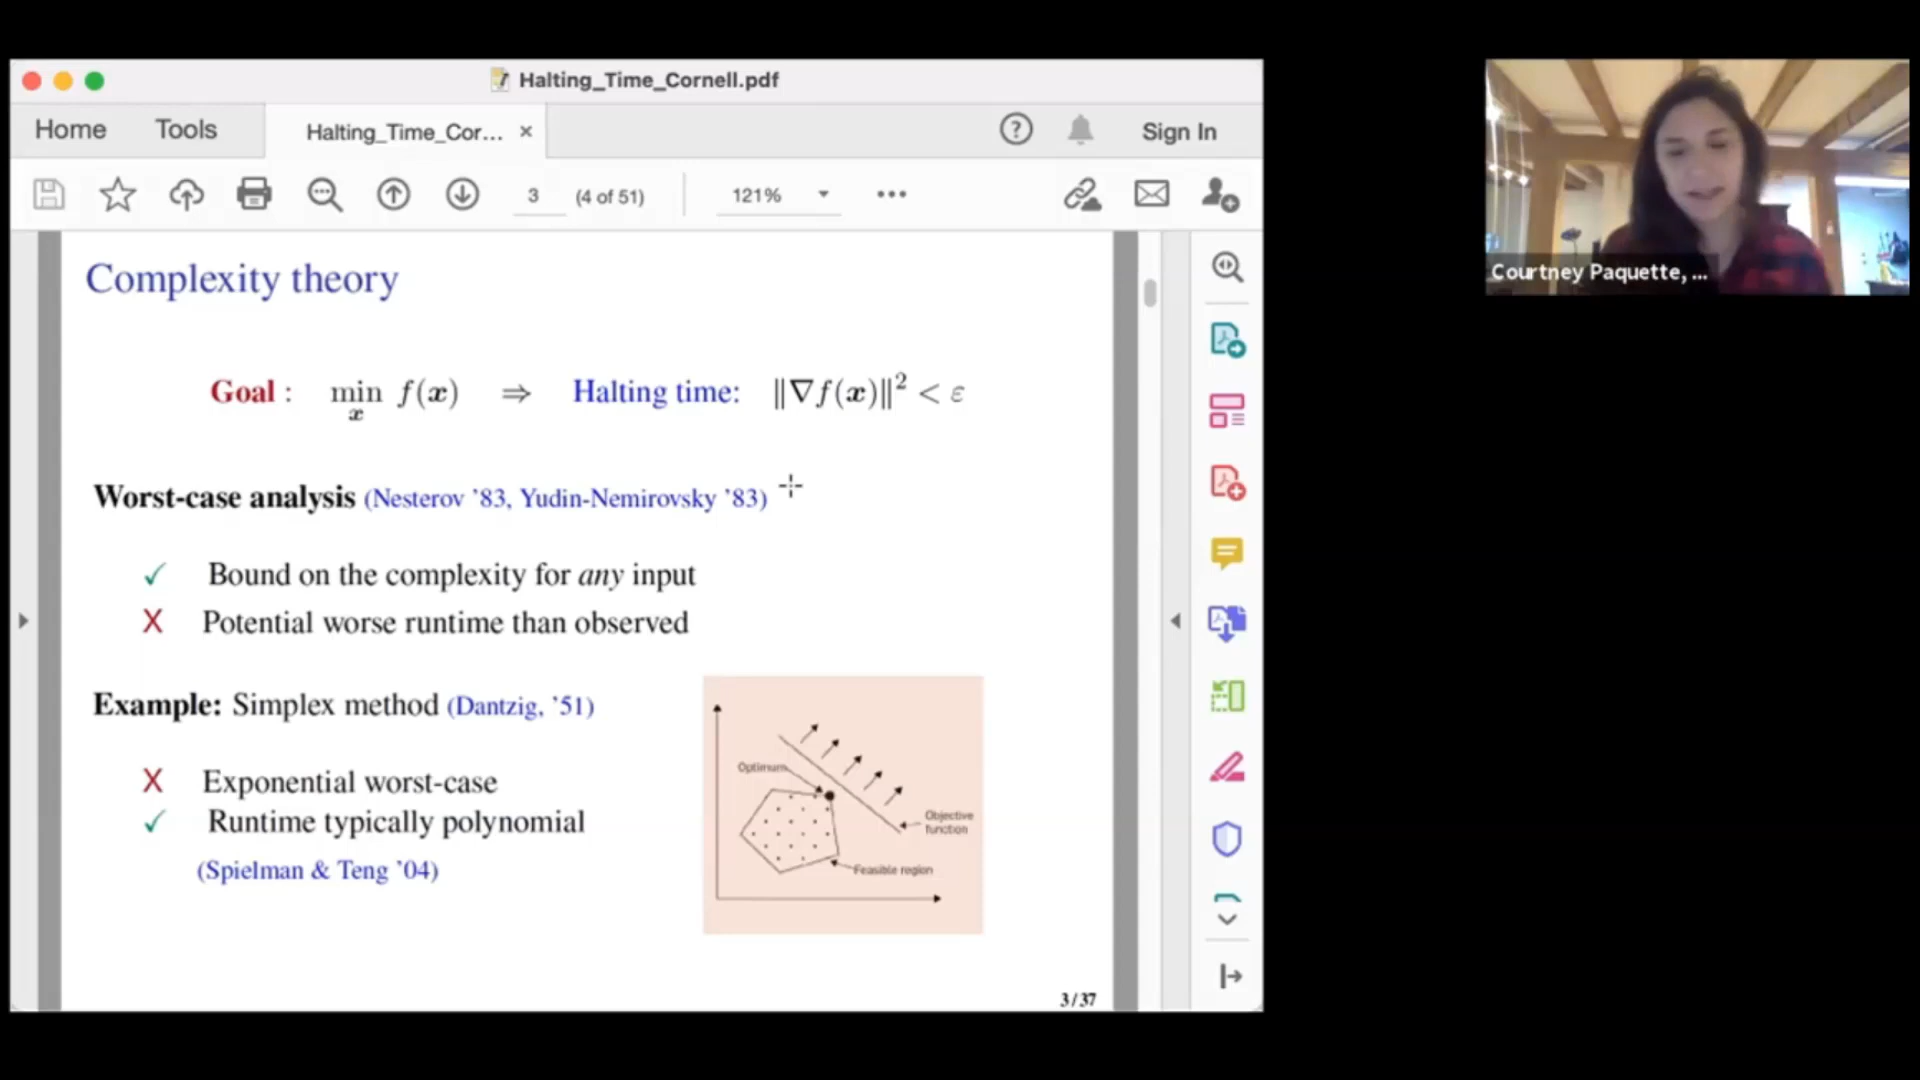 Halting_Time_Cornell.pdf
Home Tools Halting_Time_Cor... × Sign In
3 (4 of 51) 121%
Complexity theory
Goal : min f(x) ⇒ Halting time: ‖∇f(x)‖² < ε
x
Worst-case analysis (Nesterov ’83, Yudin-Nemirovsky ’83)
✓ Bound on the complexity for any input
X Potential worse runtime than observed
Example: Simplex method (Dantzig, ’51)
X Exponential worst-case
✓ Runtime typically polynomial
(Spielman & Teng ’04)
Optimum
Objective
function
Feasible region
3 / 37
Courtney Paquette, ...